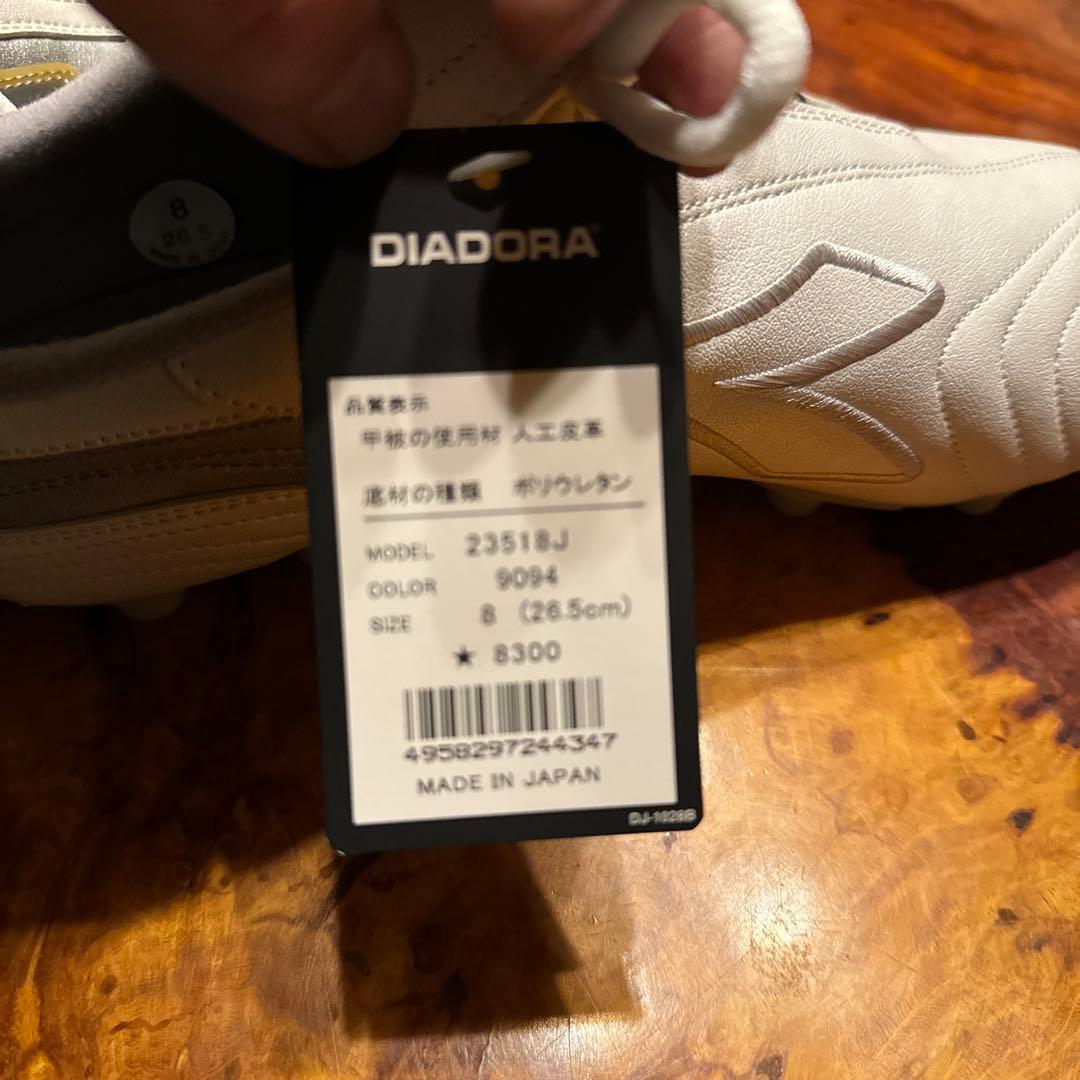 8
26.5
DIADORA
品質表示
甲被の使用材 人工皮革
底材の種類 ポリウレタン
MODEL 23518J
COLOR 9094
SIZE 8 (26.5cm)
★ 8300
4958297244347
MADE IN JAPAN